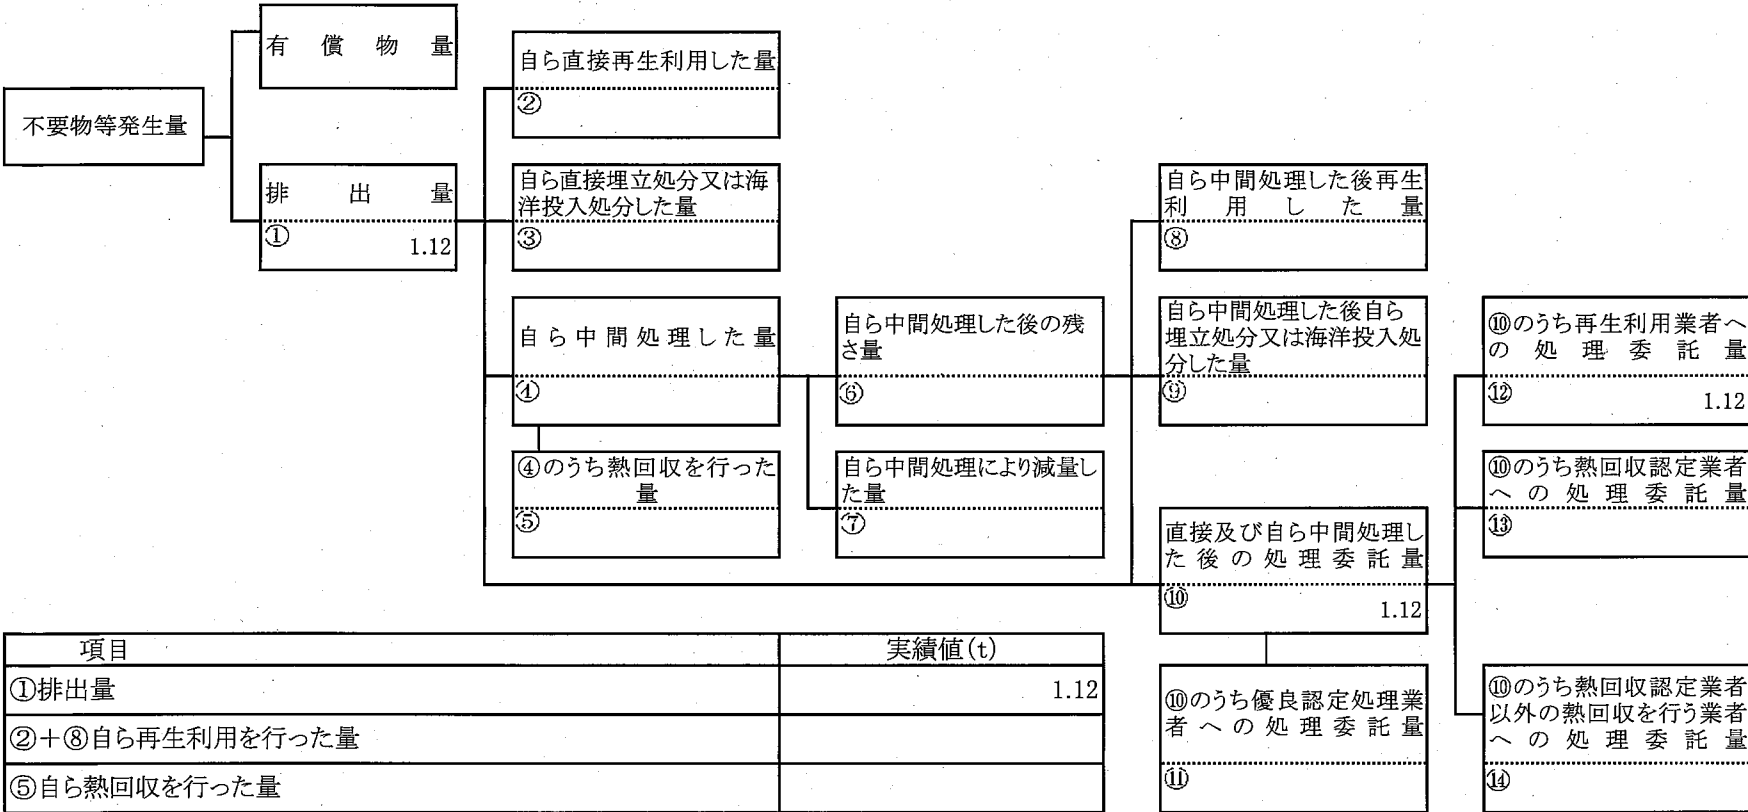 有償物量
不要物等発生量
排出量
① 1.12
自ら直接再生利用した量
②
自ら直接埋立処分又は海
洋投入処分した量
③
自ら中間処理した量
④
④のうち熱回収を行った
量
⑤
自ら中間処理した後の残
さ量
⑥
自ら中間処理により減量し
た量
⑦
自ら中間処理した後再生
利用した量
⑧
自ら中間処理した後自ら
埋立処分又は海洋投入処
分した量
⑨
直接及び自ら中間処理し
た後の処理委託量
⑩ 1.12
⑩のうち優良認定処理業
者への処理委託量
⑪
⑩のうち再生利用業者へ
の処理委託量
⑫ 1.12
⑩のうち熱回収認定業者
への処理委託量
⑬
⑩のうち熱回収認定業者
以外の熱回収を行う業者
への処理委託量
⑭
項目 実績値(t)
①排出量 1.12
②+⑧自ら再生利用を行った量
⑤自ら熱回収を行った量